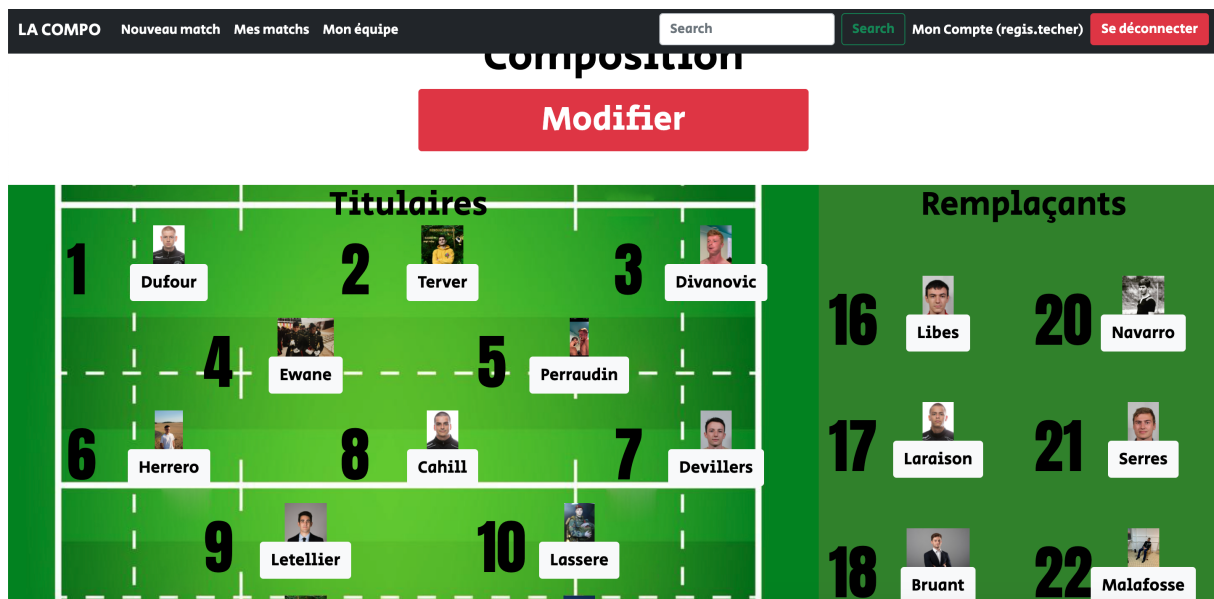 LA COMPO Nouveau match Mes matchs Mon équipe Search Search Mon Compte (regis.techer) Se déconnecter
Composition
Modifier
Titulaires
1 Dufour
2 Terver
3 Divanovic
4 Ewane
5 Perraudin
6 Herrero
8 Cahill
7 Devillers
9 Letellier
10 Lassere
Remplaçants
16 Libes
20 Navarro
17 Laraison
21 Serres
18 Bruant
22 Malafosse